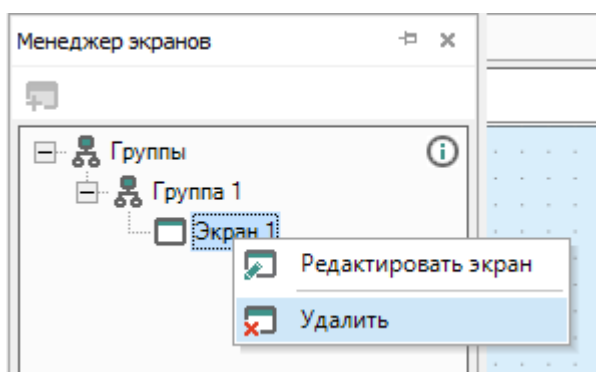 Менеджер экранов
Группы
Группа 1
Экран 1
Редактировать экран
Удалить